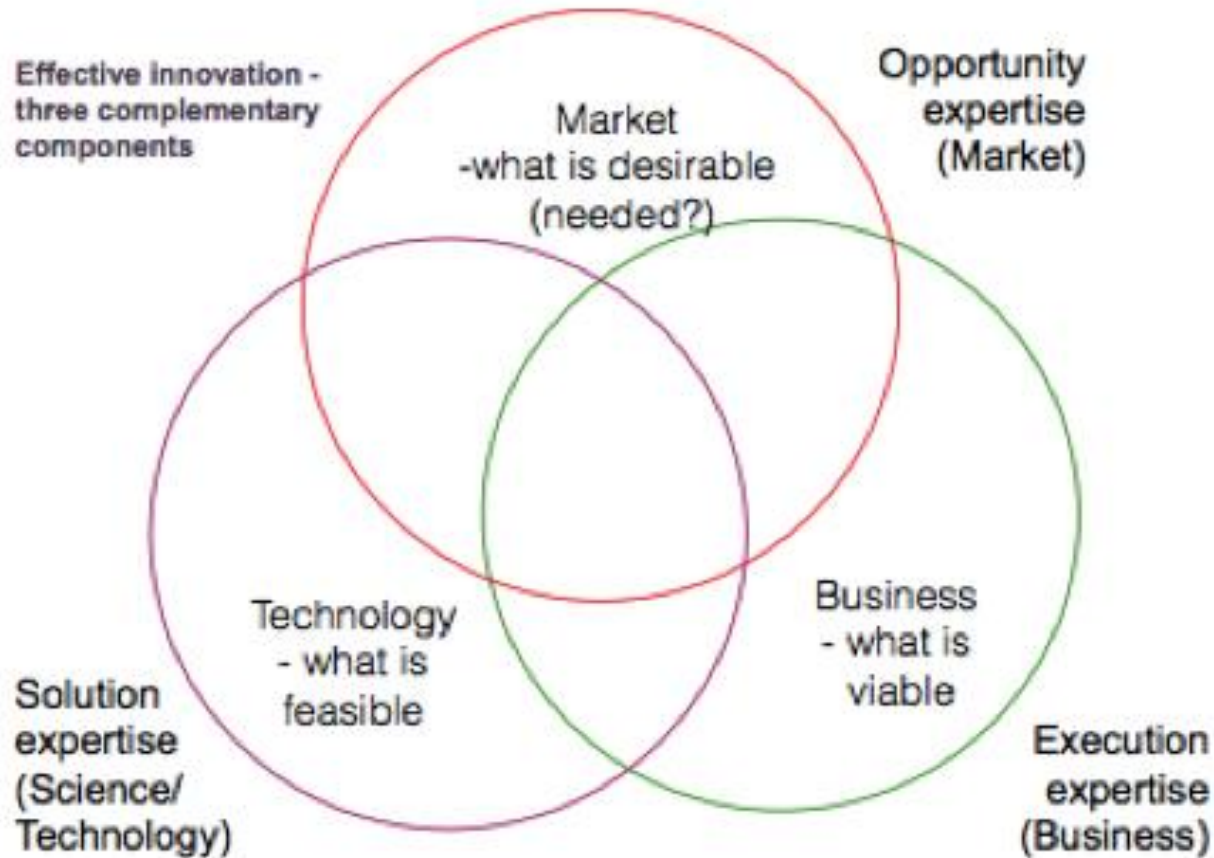 Effective innovation -
three complementary
components
Opportunity
expertise
(Market)
Market
-what is desirable
(needed?)
Technology
- what is
feasible
Business
- what is
viable
Solution
expertise
(Science/
Technology)
Execution
expertise
(Business)